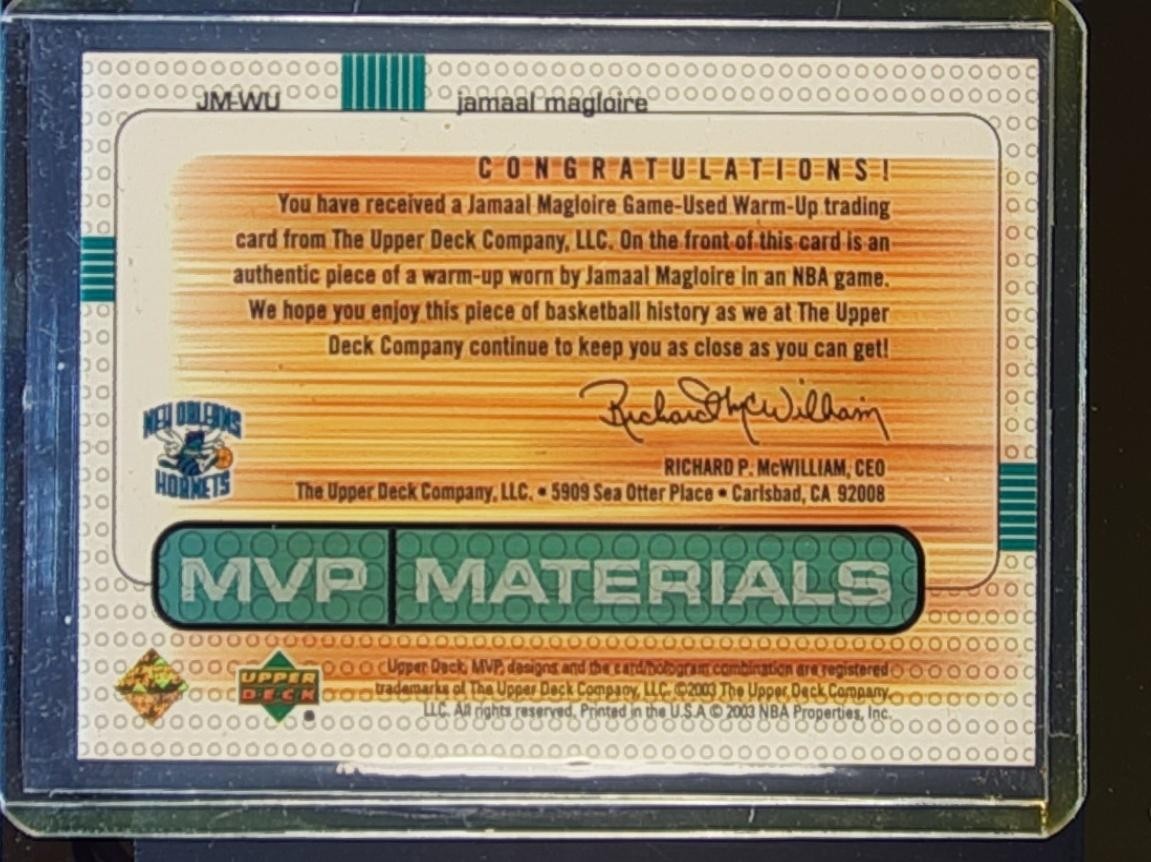 JM-WU jamaal magloire
CONGRATULATIONS!
You have received a Jamaal Magloire Game-Used Warm-Up trading
card from The Upper Deck Company, LLC. On the front of this card is an
authentic piece of a warm-up worn by Jamaal Magloire in an NBA game.
We hope you enjoy this piece of basketball history as we at The Upper
Deck Company continue to keep you as close as you can get!
Richard McWilliam
RICHARD P. McWILLIAM, CEO
The Upper Deck Company, LLC. • 5909 Sea Otter Place • Carlsbad, CA 92008
NEW ORLEANS
HORNETS
MVP MATERIALS
UPPER
DECK
Upper Deck, MVP, designs and the card/hologram combination are registered
trademarks of The Upper Deck Company, LLC. ©2003 The Upper Deck Company,
LLC. All rights reserved. Printed in the U.S.A © 2003 NBA Properties, Inc.